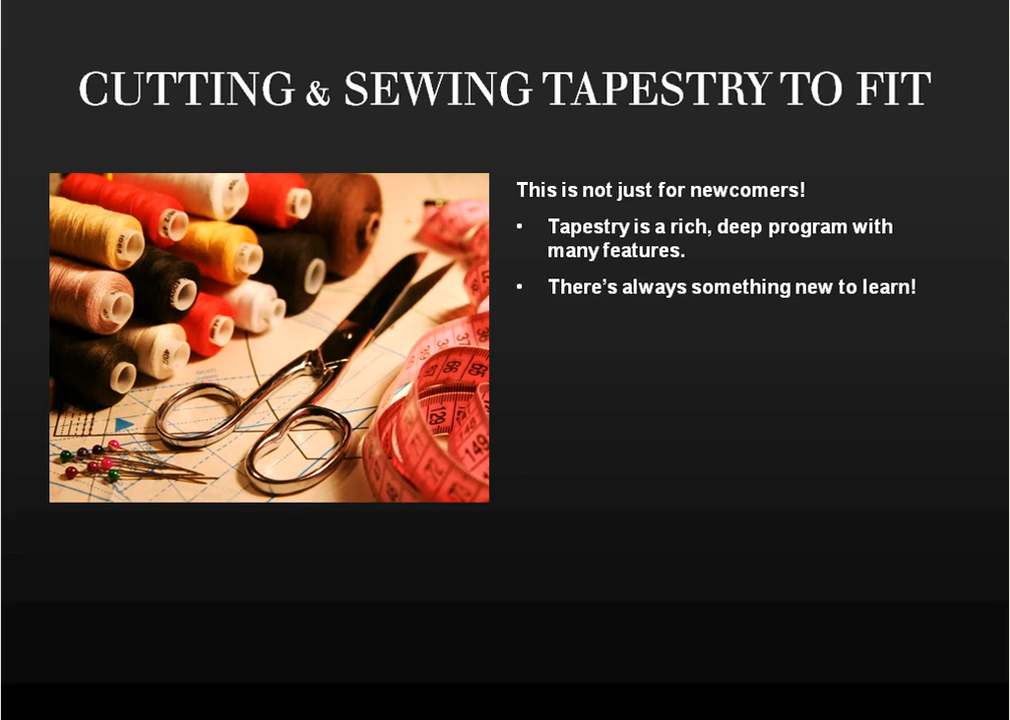 CUTTING & SEWING TAPESTRY TO FIT
This is not just for newcomers!
• Tapestry is a rich, deep program with
many features.
• There’s always something new to learn!